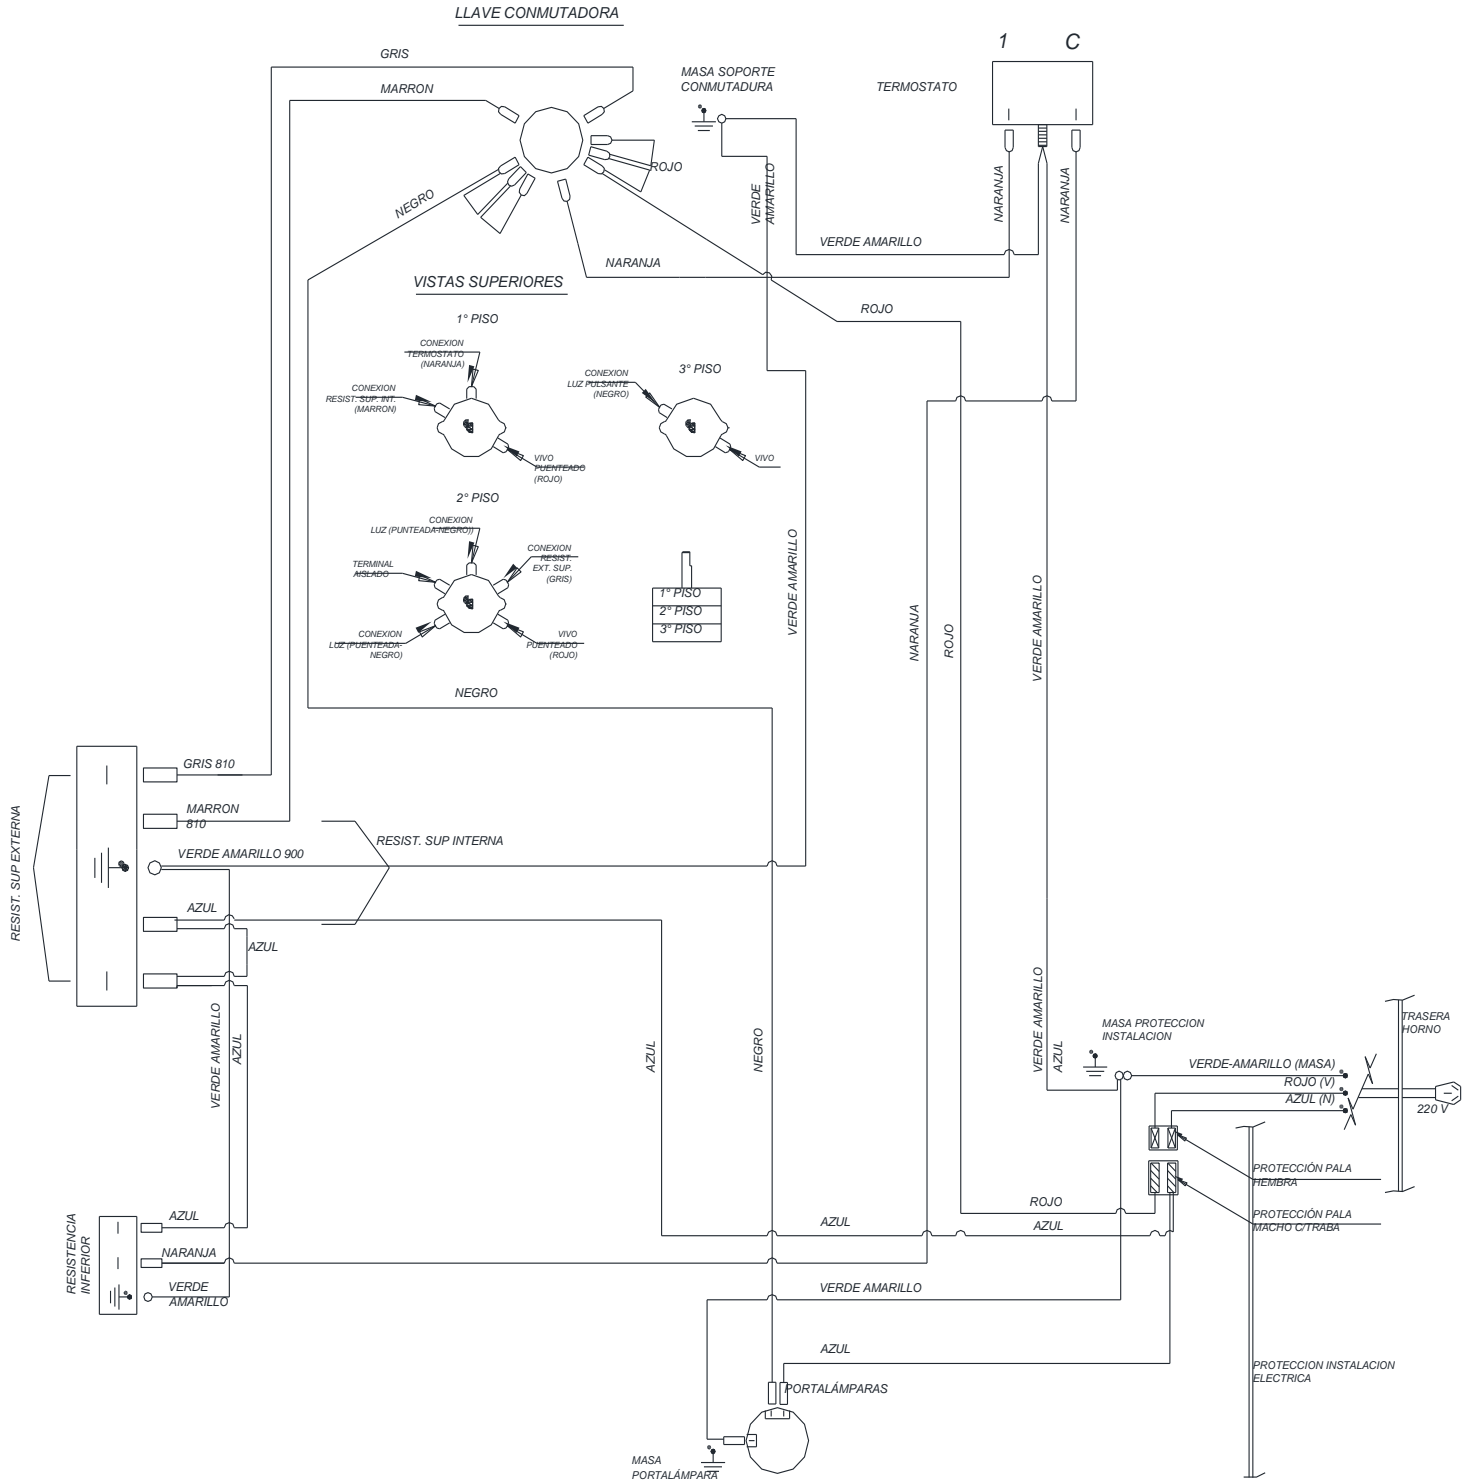 LLAVE CONMUTADORA
1
C
GRIS
MASA SOPORTE
CONMUTADURA
TERMOSTATO
MARRON
ROJO
NEGRO
VERDE
AMARILLO
NARANJA
NARANJA
VERDE AMARILLO
NARANJA
VISTAS SUPERIORES
ROJO
1° PISO
CONEXION
TERMOSTATO
(NARANJA)
CONEXION
RESIST. SUP. INT.
(MARRON)
VIVO
PUENTEADO
(ROJO)
3° PISO
CONEXION
LUZ PULSANTE
(NEGRO)
VIVO
2° PISO
CONEXION
LUZ (PUNTEADA-NEGRO))
CONEXION
RESIST.
EXT. SUP.
(GRIS)
TERMINAL
AISLADO
CONEXION
LUZ (PUENTEADA-
NEGRO)
VIVO
PUENTEADO
(ROJO)
1° PISO
2° PISO
3° PISO
VERDE AMARILLO
NARANJA
ROJO
VERDE AMARILLO
NEGRO
GRIS 810
MARRON
810
RESIST. SUP EXTERNA
RESIST. SUP INTERNA
VERDE AMARILLO 900
AZUL
AZUL
VERDE AMARILLO
AZUL
AZUL
NEGRO
VERDE AMARILLO
AZUL
MASA PROTECCION
INSTALACION
TRASERA
HORNO
VERDE-AMARILLO (MASA)
ROJO (V)
AZUL (N)
220 V
PROTECCIÓN PALA
HEMBRA
PROTECCIÓN PALA
MACHO C/TRABA
ROJO
AZUL
AZUL
RESISTENCIA
INFERIOR
AZUL
NARANJA
VERDE
AMARILLO
VERDE AMARILLO
AZUL
PORTALÁMPARAS
PROTECCION INSTALACION
ELECTRICA
MASA
PORTALÁMPARA